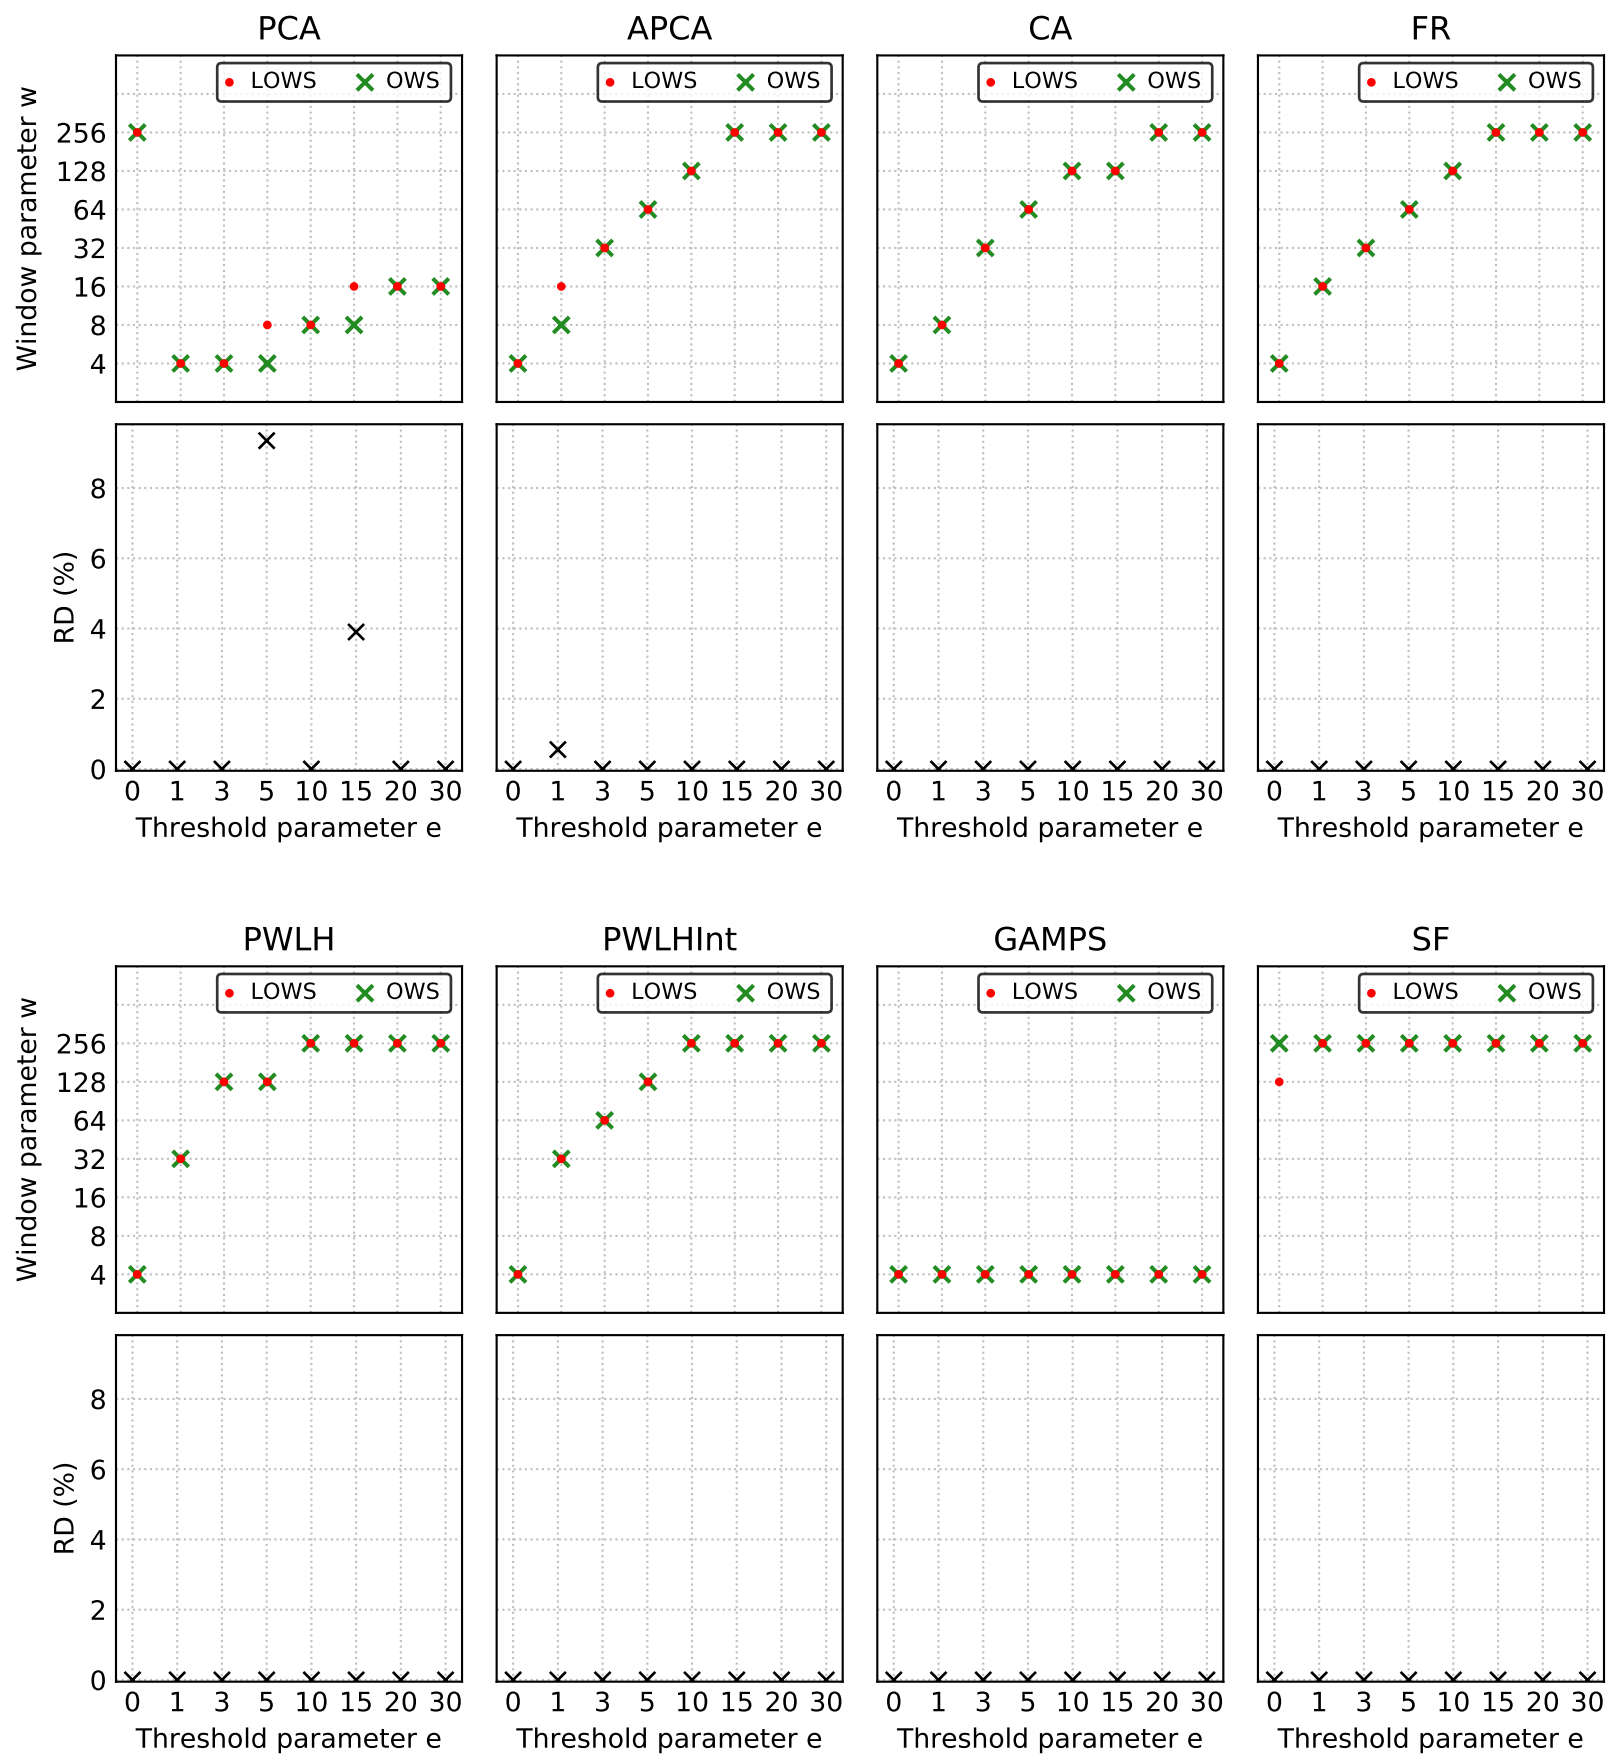 PCA APCA CA FR
LOWS OWS LOWS OWS LOWS OWS LOWS OWS
Window parameter w
256
128
64
32
16
8
4
RD (%)
8
6
4
2
0
0 1 3 5 10 15 20 30 0 1 3 5 10 15 20 30 0 1 3 5 10 15 20 30 0 1 3 5 10 15 20 30
Threshold parameter e Threshold parameter e Threshold parameter e Threshold parameter e
PWLH PWLHInt GAMPS SF
LOWS OWS LOWS OWS LOWS OWS LOWS OWS
Window parameter w
256
128
64
32
16
8
4
RD (%)
8
6
4
2
0
0 1 3 5 10 15 20 30 0 1 3 5 10 15 20 30 0 1 3 5 10 15 20 30 0 1 3 5 10 15 20 30
Threshold parameter e Threshold parameter e Threshold parameter e Threshold parameter e